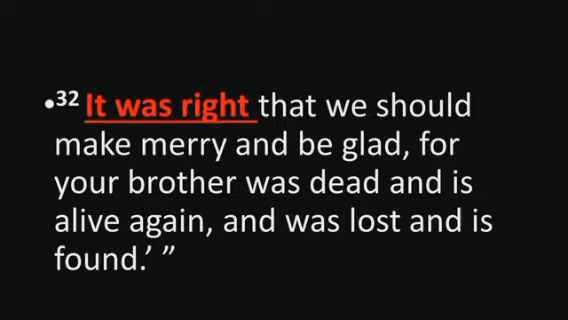 •32 It was right that we should
make merry and be glad, for
your brother was dead and is
alive again, and was lost and is
found.’ ”